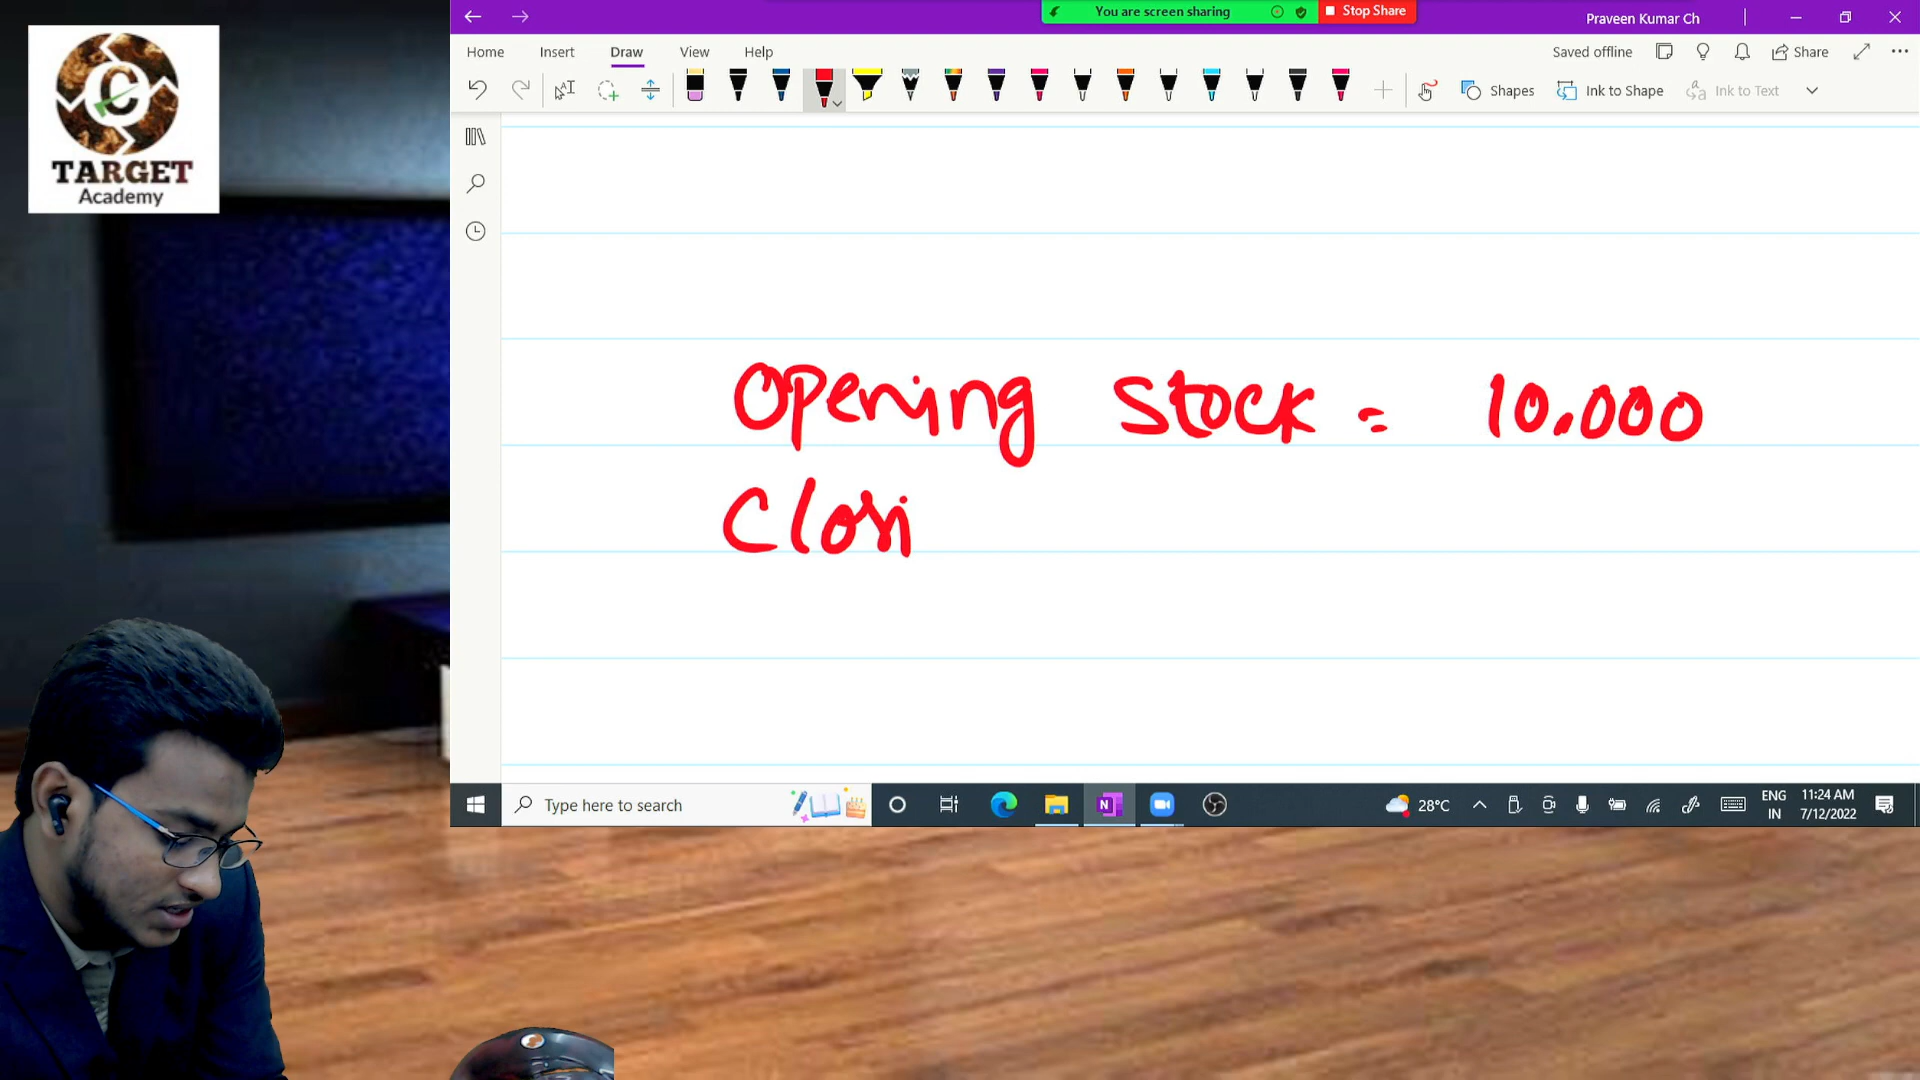 TARGET
Academy
You are screen sharing
Stop Share
Praveen Kumar Ch
Home Insert Draw View Help
Saved offline
Share
Shapes
Ink to Shape
Ink to Text
Opening Stock = 10.000
Closi
Type here to search
28°C
ENG
IN
11:24 AM
7/12/2022